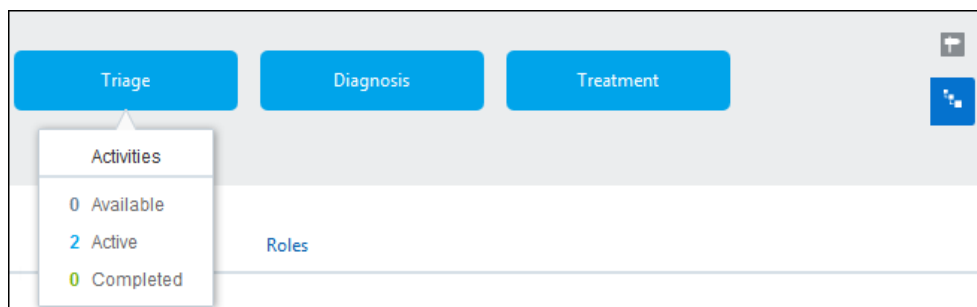 Triage Diagnosis Treatment
Activities
0 Available
2 Active
Roles
0 Completed